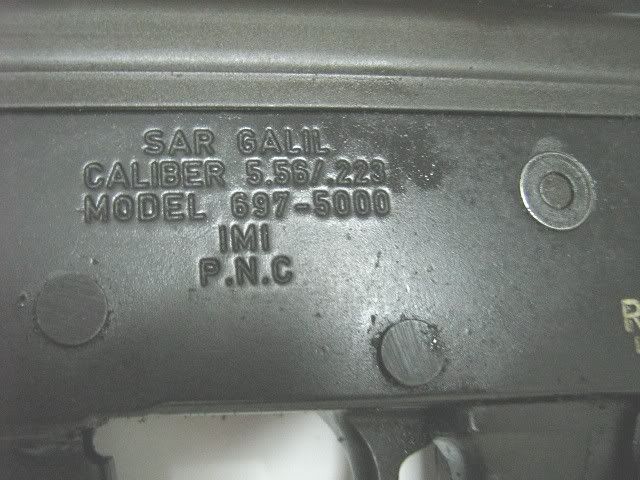 SAR GALIL
CALIBER 5.56/.223
MODEL 697-5000
IMI
P.N.C
R